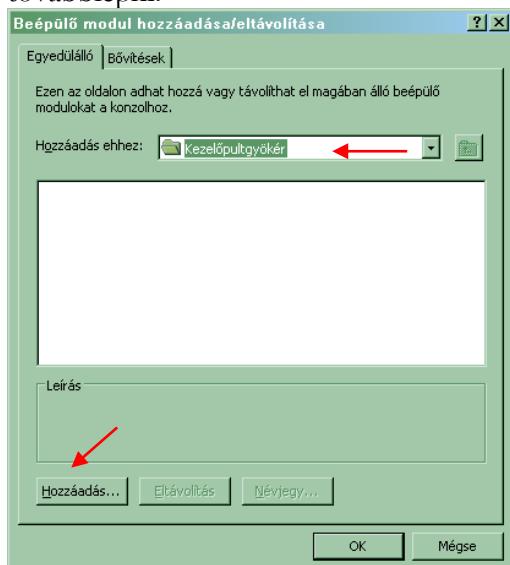 Beépülő modul hozzáadása/eltávolítása
Egyedülálló Bővítések
Ezen az oldalon adhat hozzá vagy távolíthat el magában álló beépülő
modulokat a konzolhoz.
Hozzáadás ehhez: Kezelőpultgyökér
Leírás
Hozzáadás... Eltávolítás Névjegy...
OK Mégse